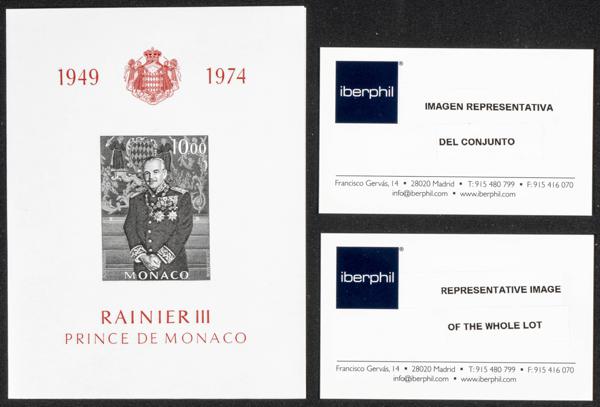 1949 1974
10.00
MONACO
RAINIER III
PRINCE DE MONACO
iberphil®
IMAGEN REPRESENTATIVA
DEL CONJUNTO
Francisco Gervás, 14 • 28020 Madrid • T: 915 480 799 • F: 915 416 070
info@iberphil.com • www.iberphil.com
iberphil®
REPRESENTATIVE IMAGE
OF THE WHOLE LOT
Francisco Gervás, 14 • 28020 Madrid • T: 915 480 799 • F: 915 416 070
info@iberphil.com • www.iberphil.com